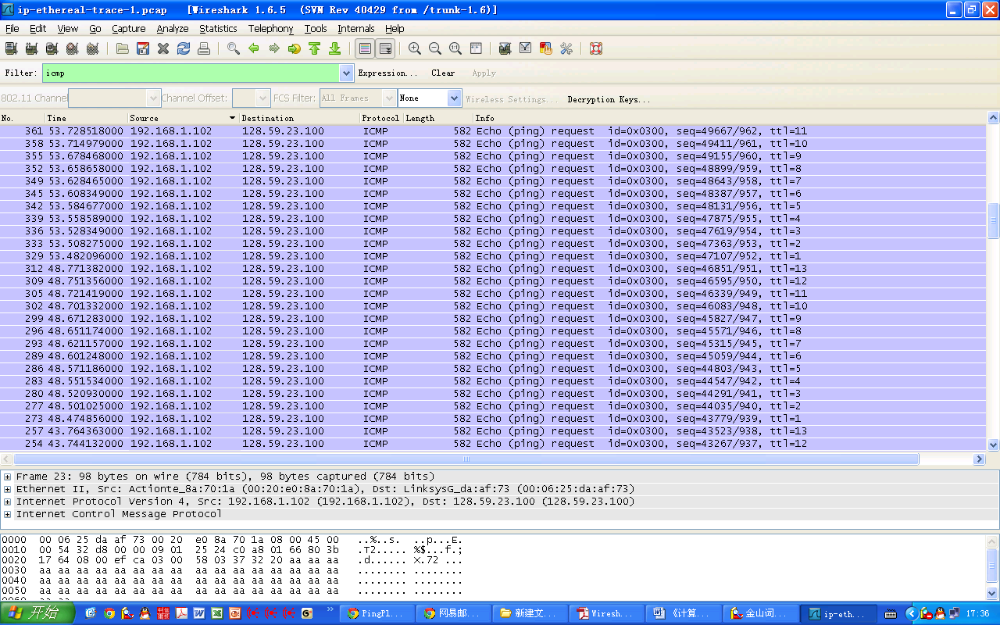 ip-ethereal-trace-1.pcap [Wireshark 1.6.5 (SVN Rev 40429 from /trunk-1.6)]
File Edit View Go Capture Analyze Statistics Telephony Tools Internals Help
Filter: icmp Expression... Clear Apply
802.11 Channel Channel Offset: FCS Filter: All Frames None Wireless Settings... Decryption Keys...
No. Time Source Destination Protocol Length Info
361 53.728518000 192.168.1.102 128.59.23.100 ICMP 582 Echo (ping) request id=0x0300, seq=49667/962, ttl=11
358 53.714979000 192.168.1.102 128.59.23.100 ICMP 582 Echo (ping) request id=0x0300, seq=49411/961, ttl=10
355 53.678468000 192.168.1.102 128.59.23.100 ICMP 582 Echo (ping) request id=0x0300, seq=49155/960, ttl=9
352 53.658658000 192.168.1.102 128.59.23.100 ICMP 582 Echo (ping) request id=0x0300, seq=48899/959, ttl=8
349 53.628465000 192.168.1.102 128.59.23.100 ICMP 582 Echo (ping) request id=0x0300, seq=48643/958, ttl=7
345 53.608349000 192.168.1.102 128.59.23.100 ICMP 582 Echo (ping) request id=0x0300, seq=48387/957, ttl=6
342 53.584677000 192.168.1.102 128.59.23.100 ICMP 582 Echo (ping) request id=0x0300, seq=48131/956, ttl=5
339 53.558589000 192.168.1.102 128.59.23.100 ICMP 582 Echo (ping) request id=0x0300, seq=47875/955, ttl=4
336 53.528349000 192.168.1.102 128.59.23.100 ICMP 582 Echo (ping) request id=0x0300, seq=47619/954, ttl=3
333 53.508275000 192.168.1.102 128.59.23.100 ICMP 582 Echo (ping) request id=0x0300, seq=47363/953, ttl=2
329 53.482096000 192.168.1.102 128.59.23.100 ICMP 582 Echo (ping) request id=0x0300, seq=47107/952, ttl=1
312 48.771382000 192.168.1.102 128.59.23.100 ICMP 582 Echo (ping) request id=0x0300, seq=46851/951, ttl=13
309 48.751356000 192.168.1.102 128.59.23.100 ICMP 582 Echo (ping) request id=0x0300, seq=46595/950, ttl=12
305 48.721419000 192.168.1.102 128.59.23.100 ICMP 582 Echo (ping) request id=0x0300, seq=46339/949, ttl=11
302 48.701332000 192.168.1.102 128.59.23.100 ICMP 582 Echo (ping) request id=0x0300, seq=46083/948, ttl=10
299 48.671283000 192.168.1.102 128.59.23.100 ICMP 582 Echo (ping) request id=0x0300, seq=45827/947, ttl=9
296 48.651174000 192.168.1.102 128.59.23.100 ICMP 582 Echo (ping) request id=0x0300, seq=45571/946, ttl=8
293 48.621157000 192.168.1.102 128.59.23.100 ICMP 582 Echo (ping) request id=0x0300, seq=45315/945, ttl=7
289 48.601248000 192.168.1.102 128.59.23.100 ICMP 582 Echo (ping) request id=0x0300, seq=45059/944, ttl=6
286 48.571186000 192.168.1.102 128.59.23.100 ICMP 582 Echo (ping) request id=0x0300, seq=44803/943, ttl=5
283 48.551534000 192.168.1.102 128.59.23.100 ICMP 582 Echo (ping) request id=0x0300, seq=44547/942, ttl=4
280 48.520930000 192.168.1.102 128.59.23.100 ICMP 582 Echo (ping) request id=0x0300, seq=44291/941, ttl=3
277 48.501025000 192.168.1.102 128.59.23.100 ICMP 582 Echo (ping) request id=0x0300, seq=44035/940, ttl=2
273 48.474856000 192.168.1.102 128.59.23.100 ICMP 582 Echo (ping) request id=0x0300, seq=43779/939, ttl=1
257 43.764363000 192.168.1.102 128.59.23.100 ICMP 582 Echo (ping) request id=0x0300, seq=43523/938, ttl=13
254 43.744132000 192.168.1.102 128.59.23.100 ICMP 582 Echo (ping) request id=0x0300, seq=43267/937, ttl=12
Frame 23: 98 bytes on wire (784 bits), 98 bytes captured (784 bits)
Ethernet II, Src: Actionte_8a:70:1a (00:20:e0:8a:70:1a), Dst: LinksysG_da:af:73 (00:06:25:da:af:73)
Internet Protocol Version 4, Src: 192.168.1.102 (192.168.1.102), Dst: 128.59.23.100 (128.59.23.100)
Internet Control Message Protocol
0000 00 06 25 da af 73 00 20 e0 8a 70 1a 08 00 45 00 ..%..s. ..p...E.
0010 00 54 32 d8 00 00 09 01 25 24 c0 a8 01 66 80 3b .T2..... %$...f.;
0020 17 64 08 00 ef ca 03 00 58 03 37 32 20 aa aa aa .d...... X.72 ...
0030 aa aa aa aa aa aa aa aa aa aa aa aa aa aa aa aa ........ ........
0040 aa aa aa aa aa aa aa aa aa aa aa aa aa aa aa aa ........ ........
0050 aa aa aa aa aa aa aa aa aa aa aa aa aa aa aa aa ........ ........
开始 PingPl... 网易邮... 新建文... Wiresh... 《计算... 金山词... ip-eth... 17:36